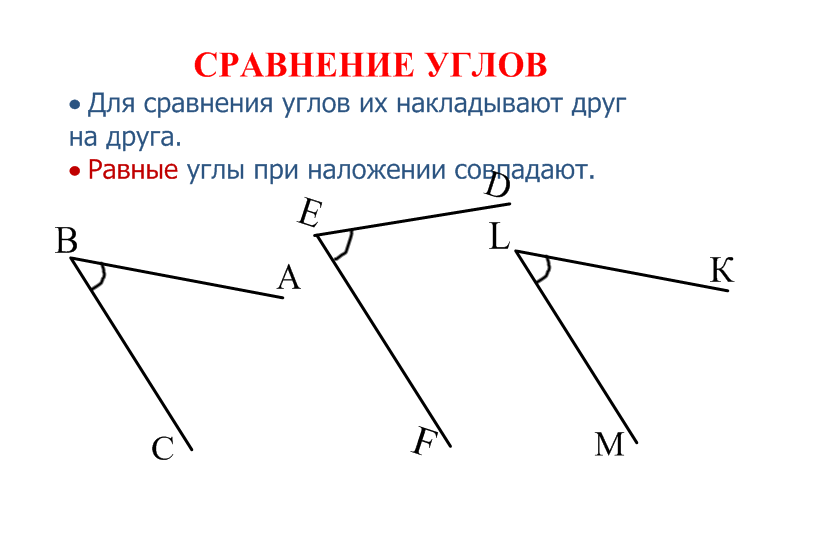 СРАВНЕНИЕ УГЛОВ
• Для сравнения углов их накладывают друг
на друга.
• Равные углы при наложении совпадают.
D
E
B
L
A
K
C
F
M